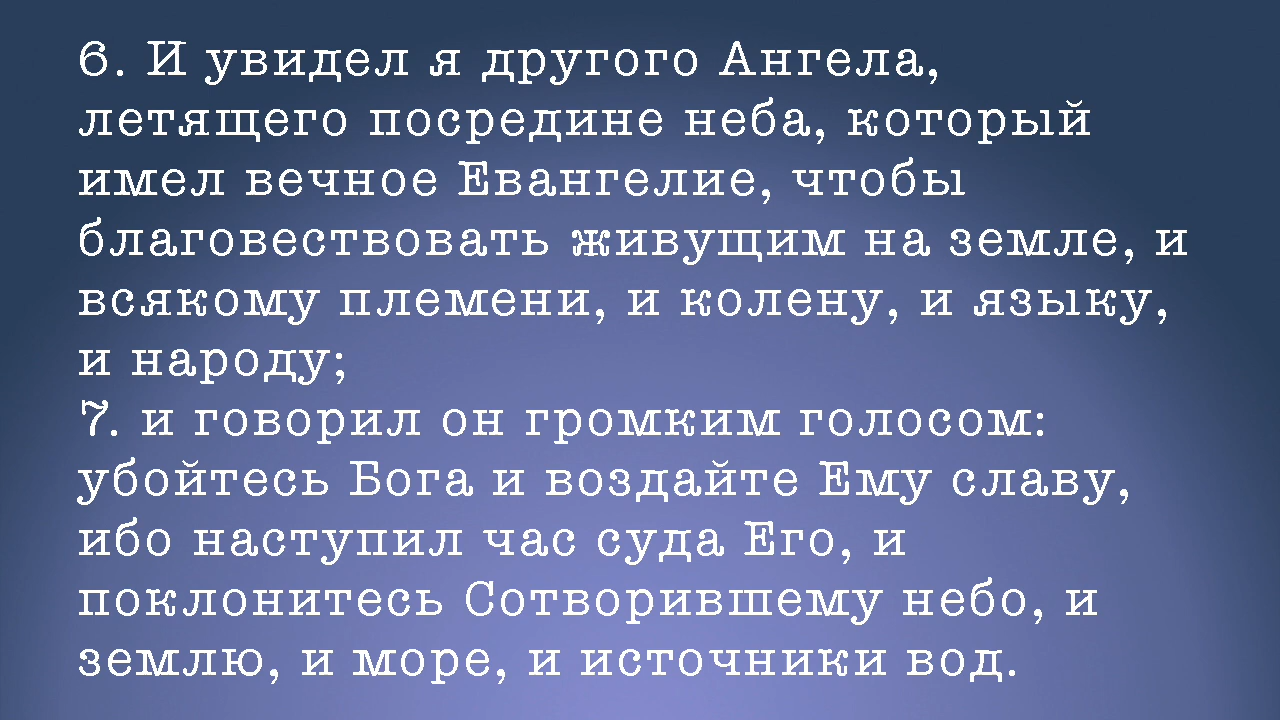 6. И увидел я другого Ангела,
летящего посредине неба, который
имел вечное Евангелие, чтобы
благовествовать живущим на земле, и
всякому племени, и колену, и языку,
и народу;
7. и говорил он громким голосом:
убойтесь Бога и воздайте Ему славу,
ибо наступил час суда Его, и
поклонитесь Сотворившему небо, и
землю, и море, и источники вод.